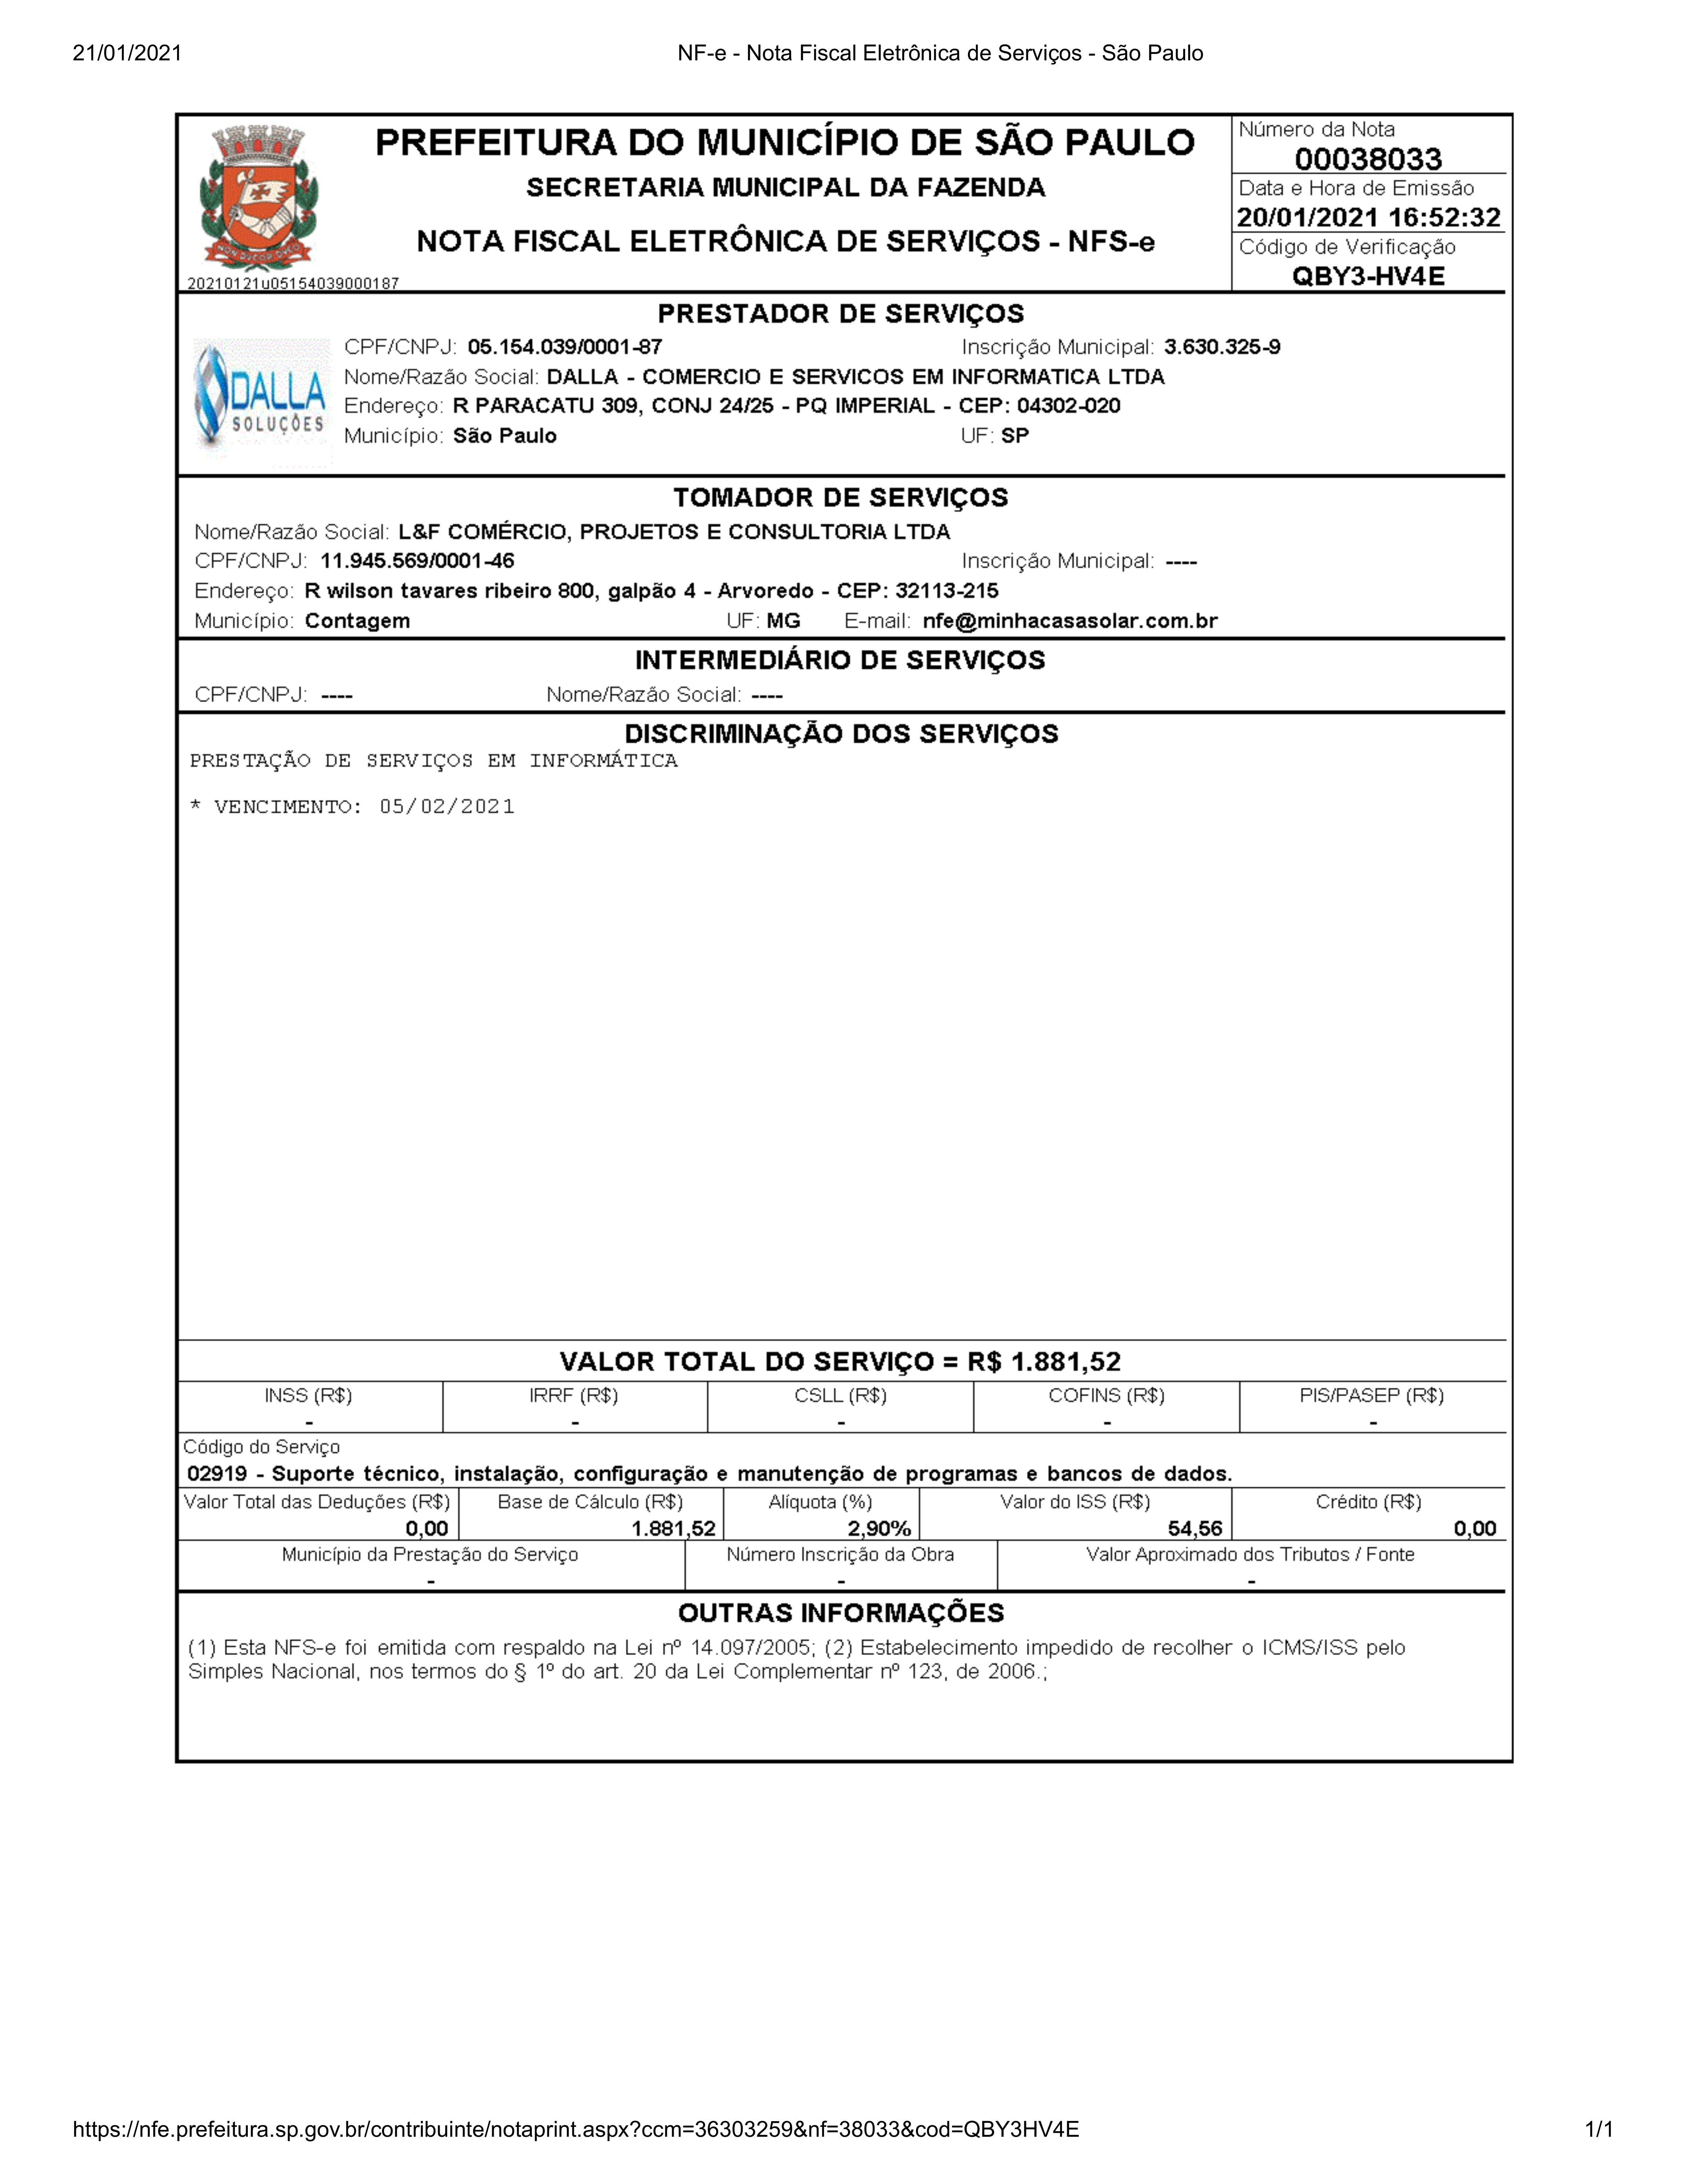 21/01/2021
NF-e - Nota Fiscal Eletrônica de Serviços - São Paulo
PREFEITURA DO MUNICÍPIO DE SÃO PAULO
SECRETARIA MUNICIPAL DA FAZENDA
NOTA FISCAL ELETRÔNICA DE SERVIÇOS - NFS-e
20210121u05154039000187
Número da Nota
00038033
Data e Hora de Emissão
20/01/2021 16:52:32
Código de Verificação
QBY3-HV4E
PRESTADOR DE SERVIÇOS
DALLA
SOLUÇÕES
CPF/CNPJ: 05.154.039/0001-87 Inscrição Municipal: 3.630.325-9
Nome/Razão Social: DALLA - COMERCIO E SERVICOS EM INFORMATICA LTDA
Endereço: R PARACATU 309, CONJ 24/25 - PQ IMPERIAL - CEP: 04302-020
Município: São Paulo UF: SP
TOMADOR DE SERVIÇOS
Nome/Razão Social: L&F COMÉRCIO, PROJETOS E CONSULTORIA LTDA
CPF/CNPJ: 11.945.569/0001-46 Inscrição Municipal: ----
Endereço: R wilson tavares ribeiro 800, galpão 4 - Arvoredo - CEP: 32113-215
Município: Contagem UF: MG E-mail: nfe@minhacasasolar.com.br
INTERMEDIÁRIO DE SERVIÇOS
CPF/CNPJ: ---- Nome/Razão Social: ----
DISCRIMINAÇÃO DOS SERVIÇOS
PRESTAÇÃO DE SERVIÇOS EM INFORMÁTICA
* VENCIMENTO: 05/02/2021
VALOR TOTAL DO SERVIÇO = R$ 1.881,52
INSS (R$) IRRF (R$) CSLL (R$) COFINS (R$) PIS/PASEP (R$)
- - - - -
Código do Serviço
02919 - Suporte técnico, instalação, configuração e manutenção de programas e bancos de dados.
Valor Total das Deduções (R$) Base de Cálculo (R$) Alíquota (%) Valor do ISS (R$) Crédito (R$)
0,00 1.881,52 2,90% 54,56 0,00
Município da Prestação do Serviço Número Inscrição da Obra Valor Aproximado dos Tributos / Fonte
- - -
OUTRAS INFORMAÇÕES
(1) Esta NFS-e foi emitida com respaldo na Lei nº 14.097/2005; (2) Estabelecimento impedido de recolher o ICMS/ISS pelo
Simples Nacional, nos termos do § 1º do art. 20 da Lei Complementar nº 123, de 2006.;
https://nfe.prefeitura.sp.gov.br/contribuinte/notaprint.aspx?ccm=36303259&nf=38033&cod=QBY3HV4E
1/1